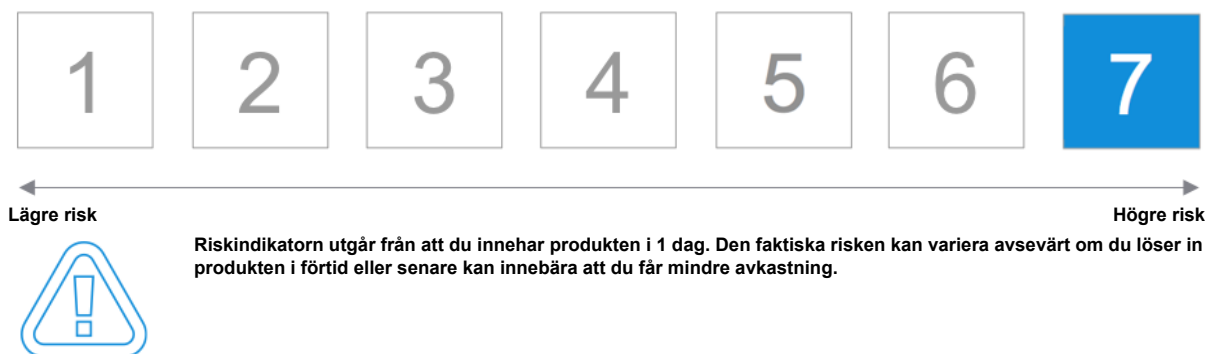 1 2 3 4 5 6 7
Lägre risk Högre risk
Riskindikatorn utgår från att du innehar produkten i 1 dag. Den faktiska risken kan variera avsevärt om du löser in
produkten i förtid eller senare kan innebära att du får mindre avkastning.